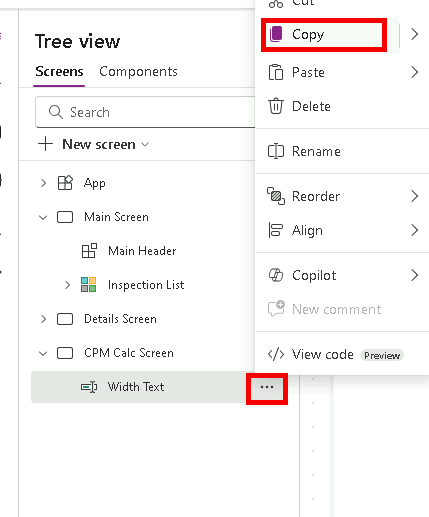 Cut
Copy
Paste
Delete
Rename
Reorder
Align
Copilot
New comment
View code Preview
Tree view
Screens Components
Search
New screen
App
Main Screen
Main Header
Inspection List
Details Screen
CPM Calc Screen
Width Text